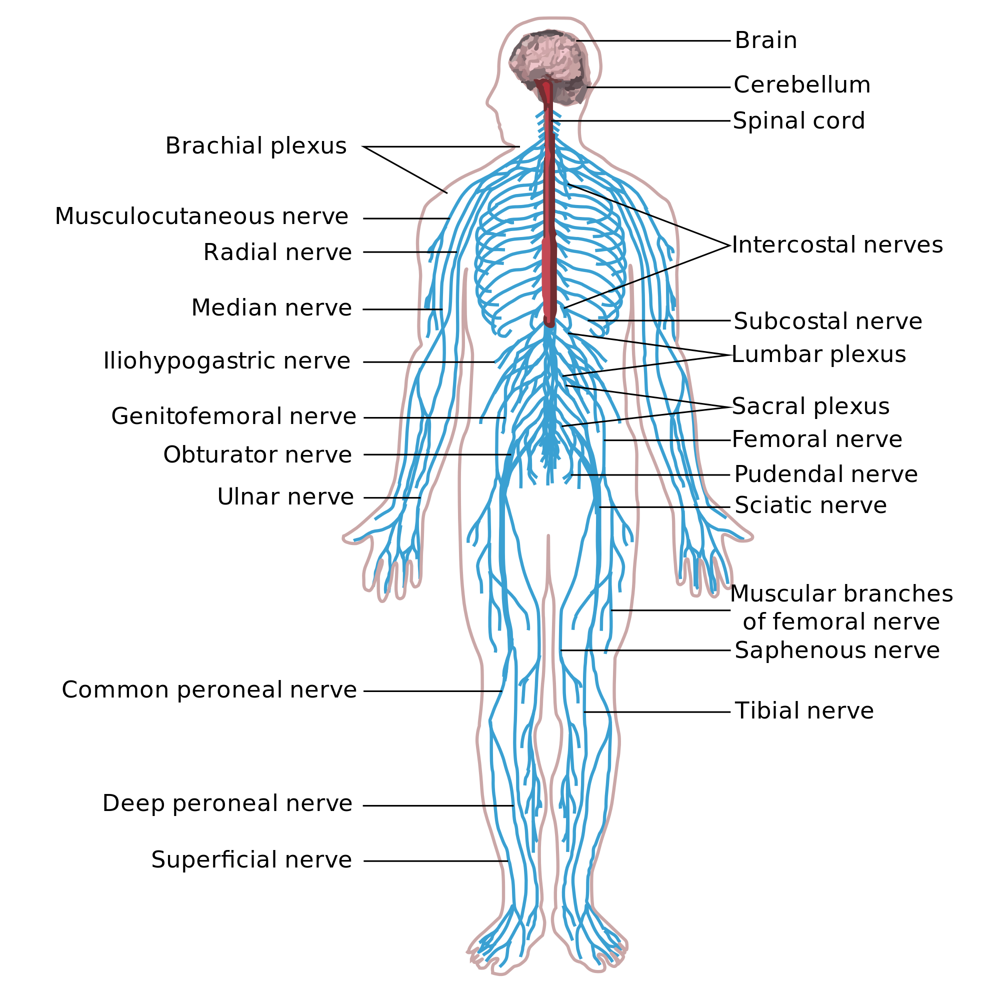 Brain
Cerebellum
Spinal cord
Brachial plexus
Musculocutaneous nerve
Radial nerve
Intercostal nerves
Median nerve
Subcostal nerve
Iliohypogastric nerve
Lumbar plexus
Genitofemoral nerve
Sacral plexus
Obturator nerve
Femoral nerve
Pudendal nerve
Ulnar nerve
Sciatic nerve
Muscular branches
of femoral nerve
Saphenous nerve
Common peroneal nerve
Tibial nerve
Deep peroneal nerve
Superficial nerve